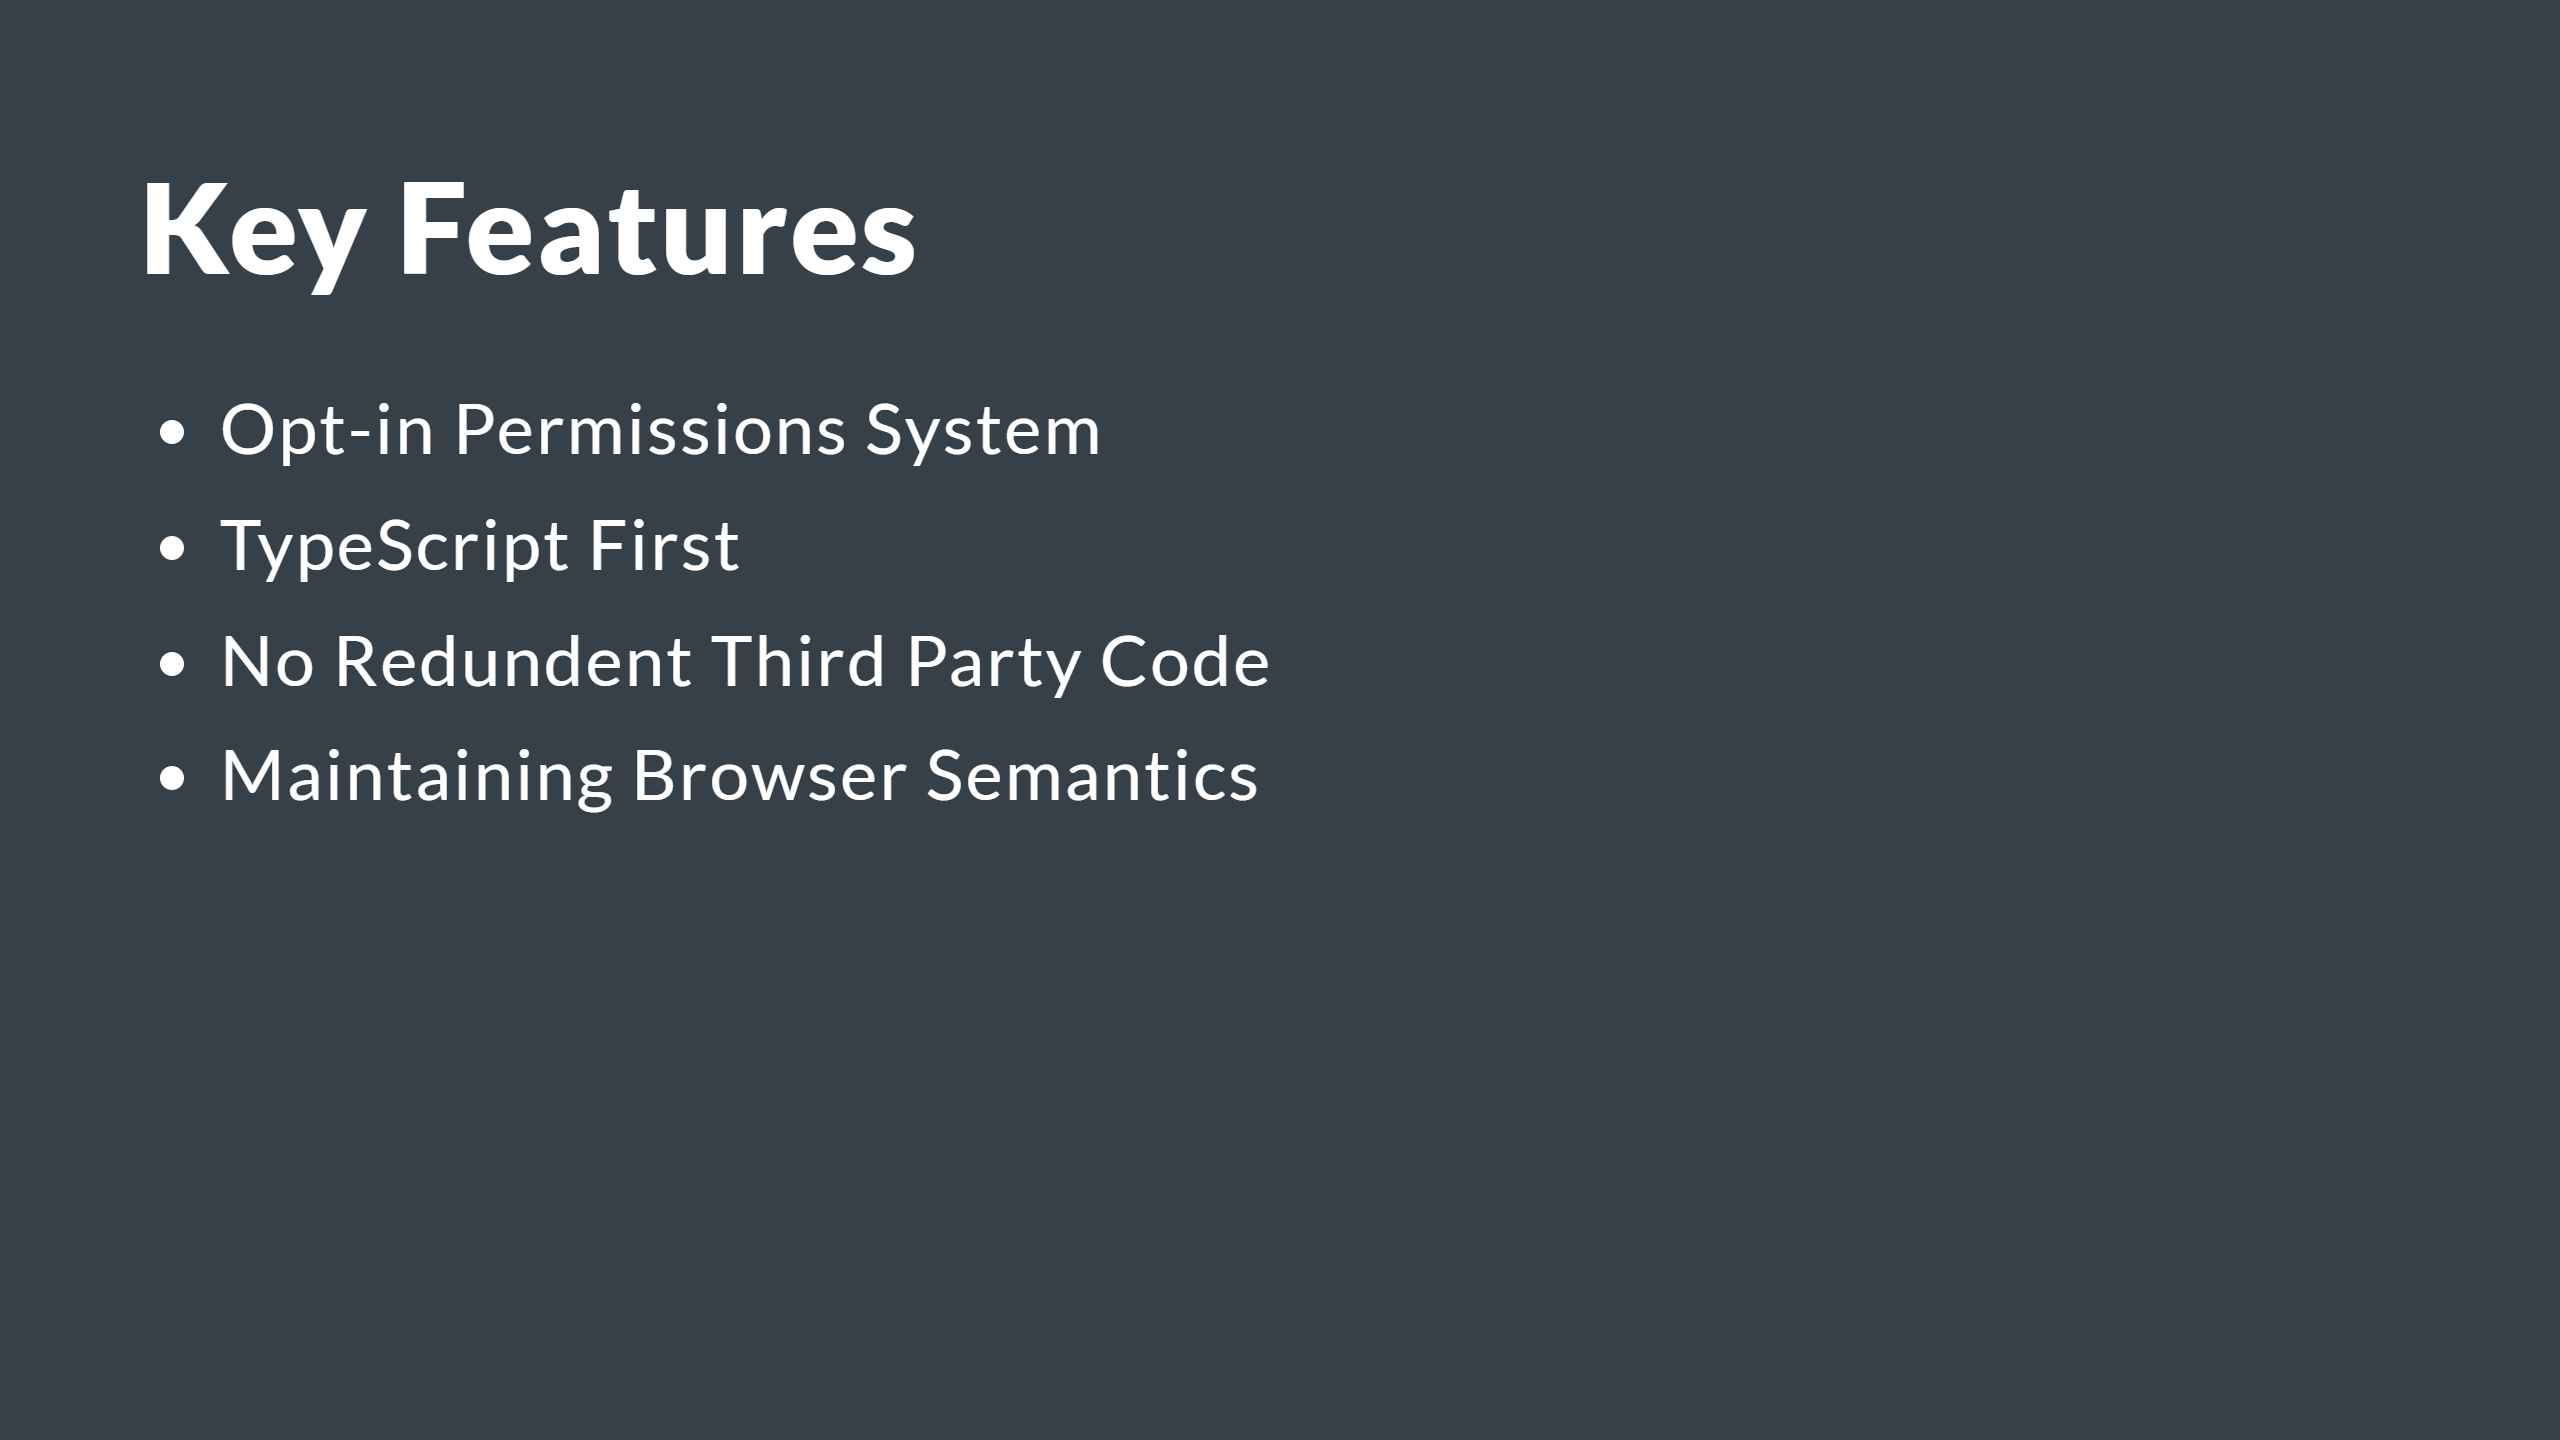 Key Features
• Opt-in Permissions System
• TypeScript First
• No Redundent Third Party Code
• Maintaining Browser Semantics